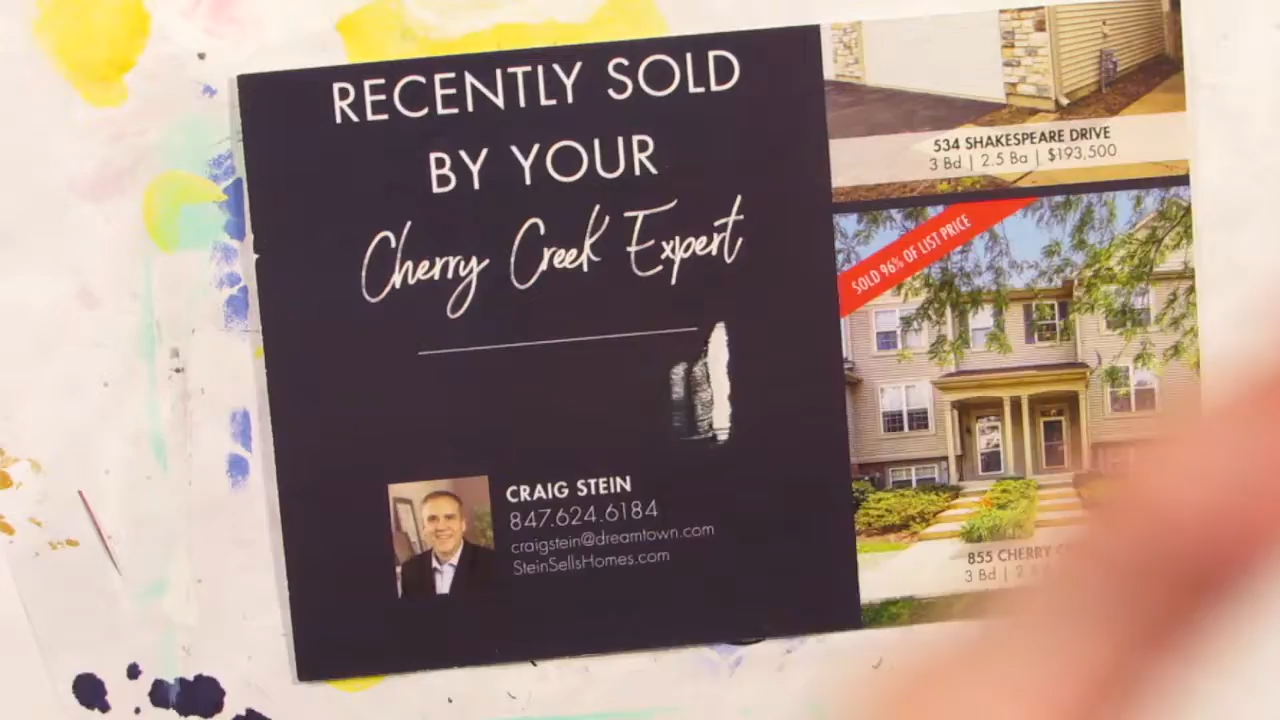 RECENTLY SOLD
BY YOUR
Cherry Creek Expert
CRAIG STEIN
847.624.6184
craigstein@dreamtown.com
SteinSellsHomes.com
534 SHAKESPEARE DRIVE
3 Bd | 2.5 Ba | $193,500
SOLD 96% OF LIST PRICE
855 CHERRY
3 Bd |